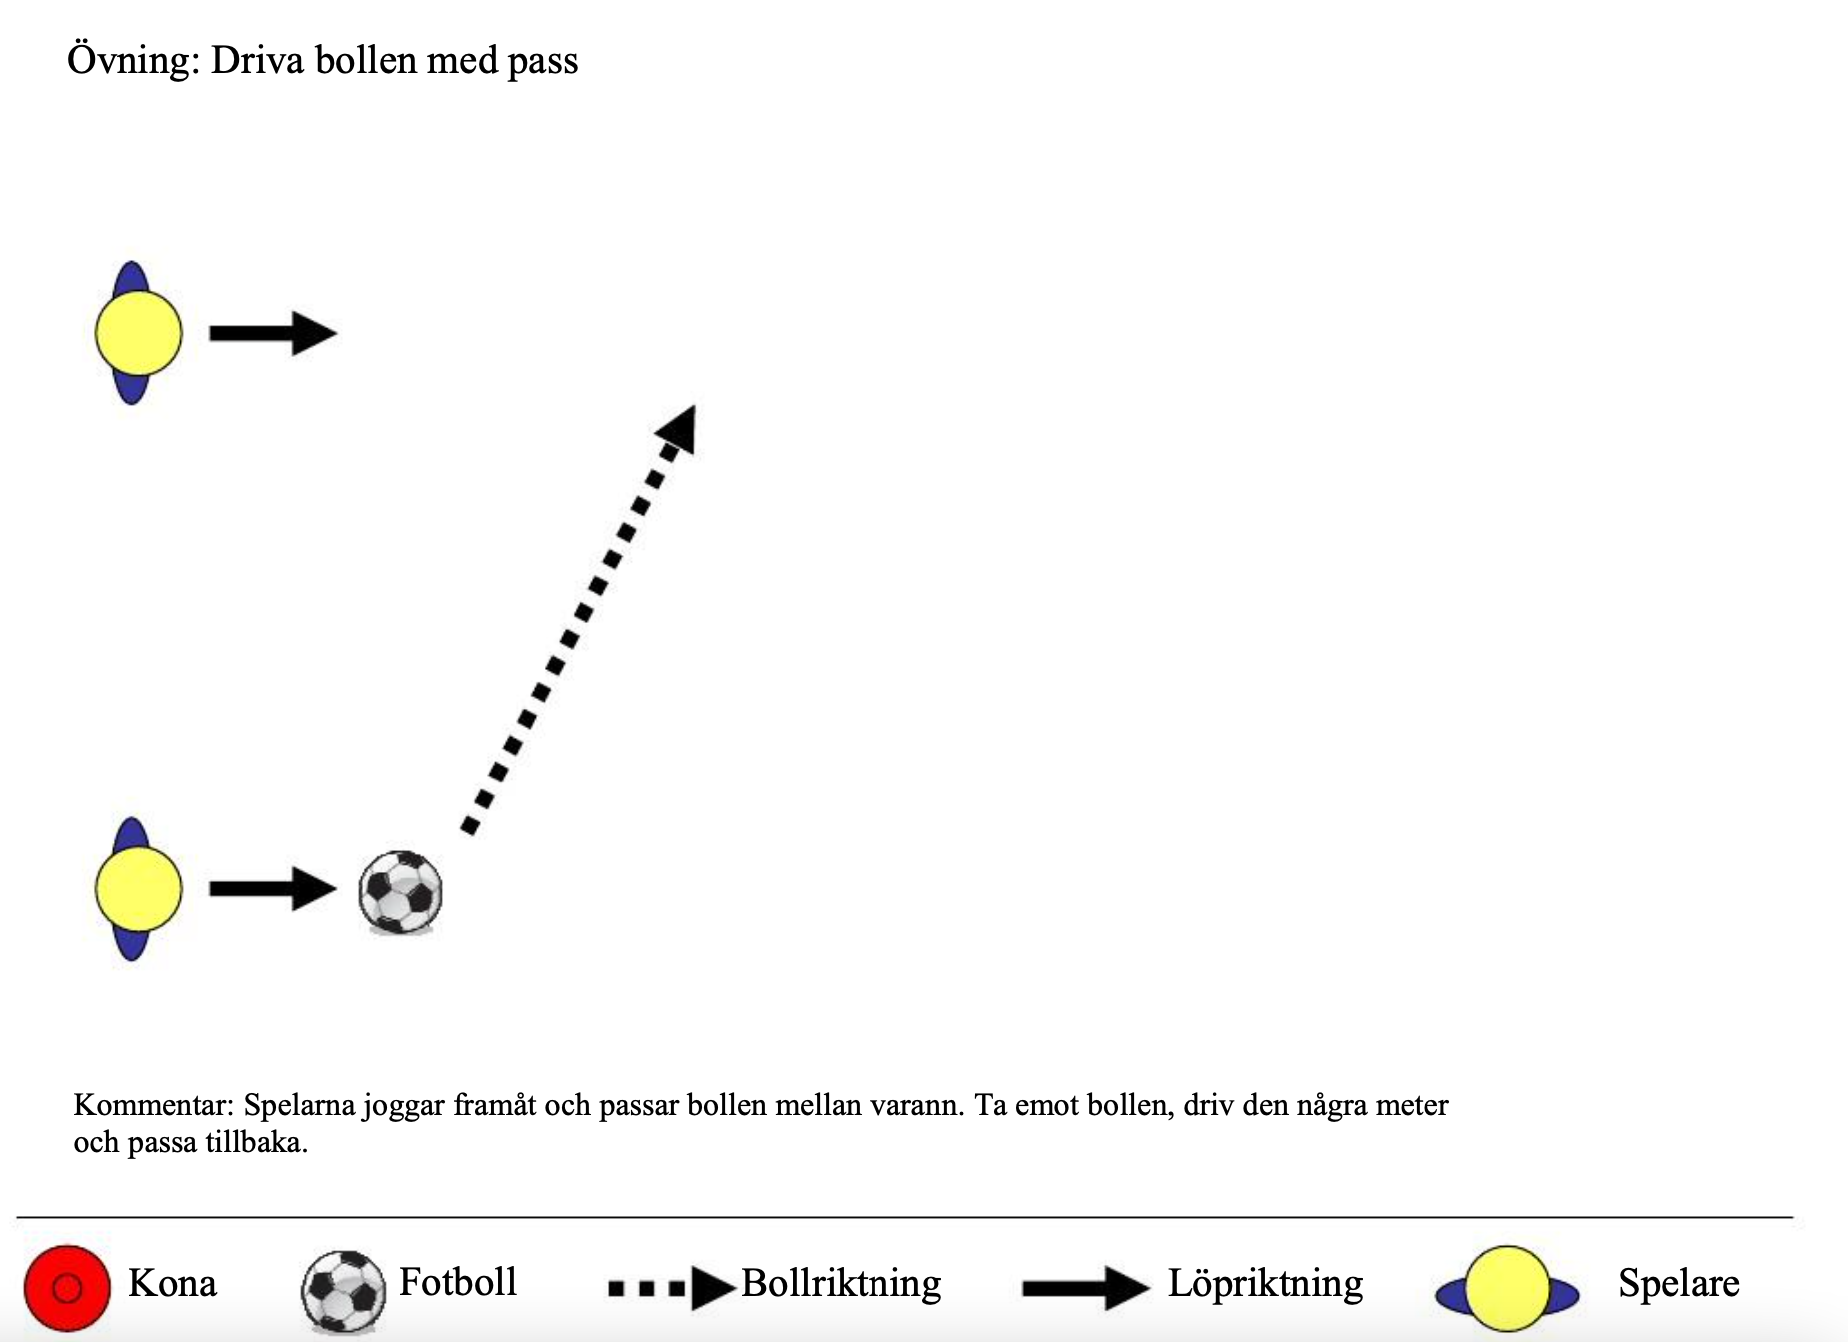 Övning: Driva bollen med pass
Kommentar: Spelarna joggar framåt och passar bollen mellan varann. Ta emot bollen, driv den några meter
och passa tillbaka.
Kona
Fotboll
Bollriktning
Löpriktning
Spelare